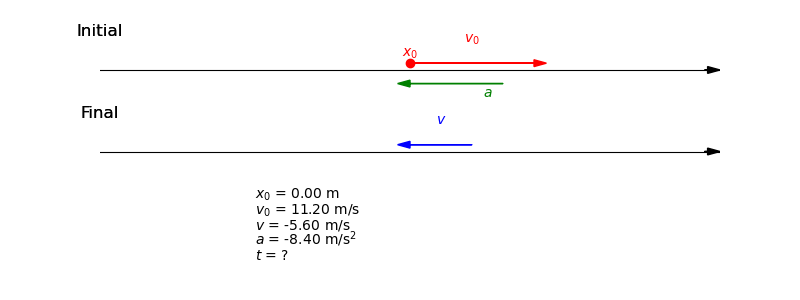 Initial
v₀
x₀
a
Final
v
x₀ = 0.00 m
v₀ = 11.20 m/s
v = -5.60 m/s
a = -8.40 m/s²
t = ?